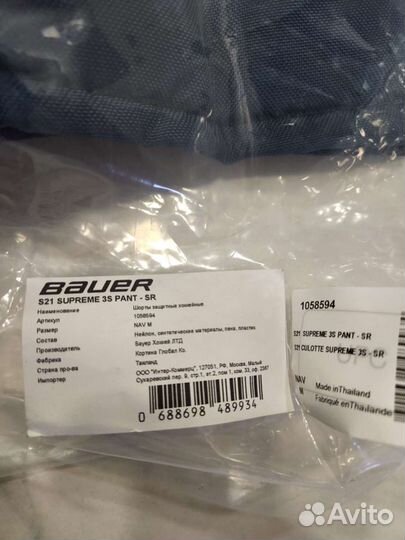 BAUER
S21 SUPREME 3S PANT - SR
Наименование Шорты защитные хоккейные
Артикул 1058594
Размер NAV M
Состав Нейлон, синтетические материалы, пена, пластик
Производитель Бауер Хоккей ЛТД
Фабрика Кортина Глобал Ко.
Страна про-ва Таиланд
Импортер ООО "Интер-Коммерц", 127051, РФ, Москва, Малый
Сухаревский пер. 9, стр.1, эт.2, пом 1, ком.33, оф. 2367
0 688698 489934
1058594
S21 SUPREME 3S PANT - SR
S21 CULOTTE SUPREME 3S - SR
UPC
NAV
M
Made in Thailand
Fabriqué en Thaïlande
Avito